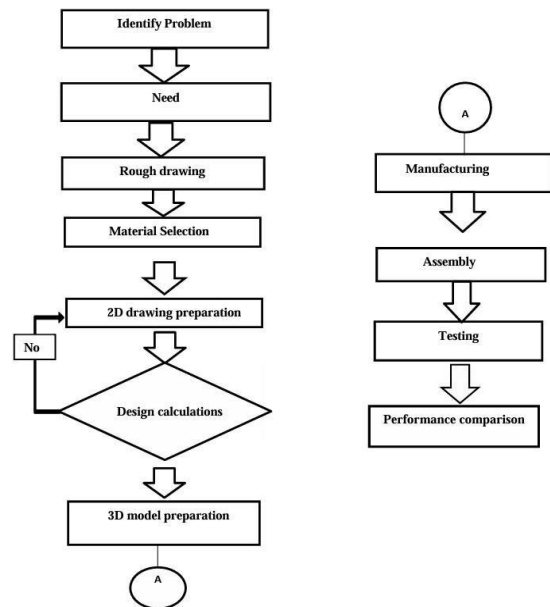 Identify Problem
Need
Rough drawing
Material Selection
2D drawing preparation
No
Design calculations
3D model preparation
A
A
Manufacturing
Assembly
Testing
Performance comparison